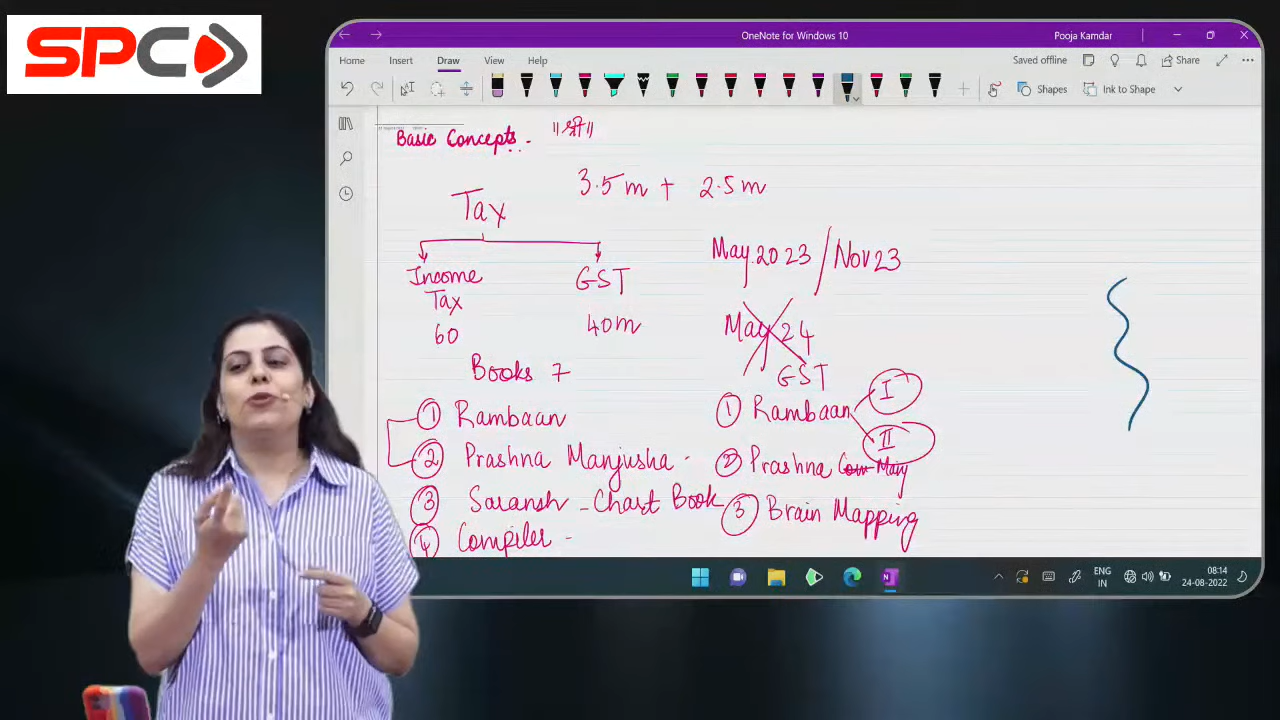 SPC
OneNote for Windows 10
Pooja Kamdar
Home Insert Draw View Help
Saved offline
Share
Shapes
Ink to Shape
Basic Concepts.
॥श्री॥
3.5m + 2.5m
Tax
Income Tax
60
GST
40m
May 2023 / Nov 23
May 24
Books 7
① Rambaan
② Prashna Manjusha
③ Saransh - Chart Book
④ Compiler -
GST
① Rambaan
I
II
② Prashna Manj
③ Brain Mapping
ENG
IN
08:14
24-08-2022